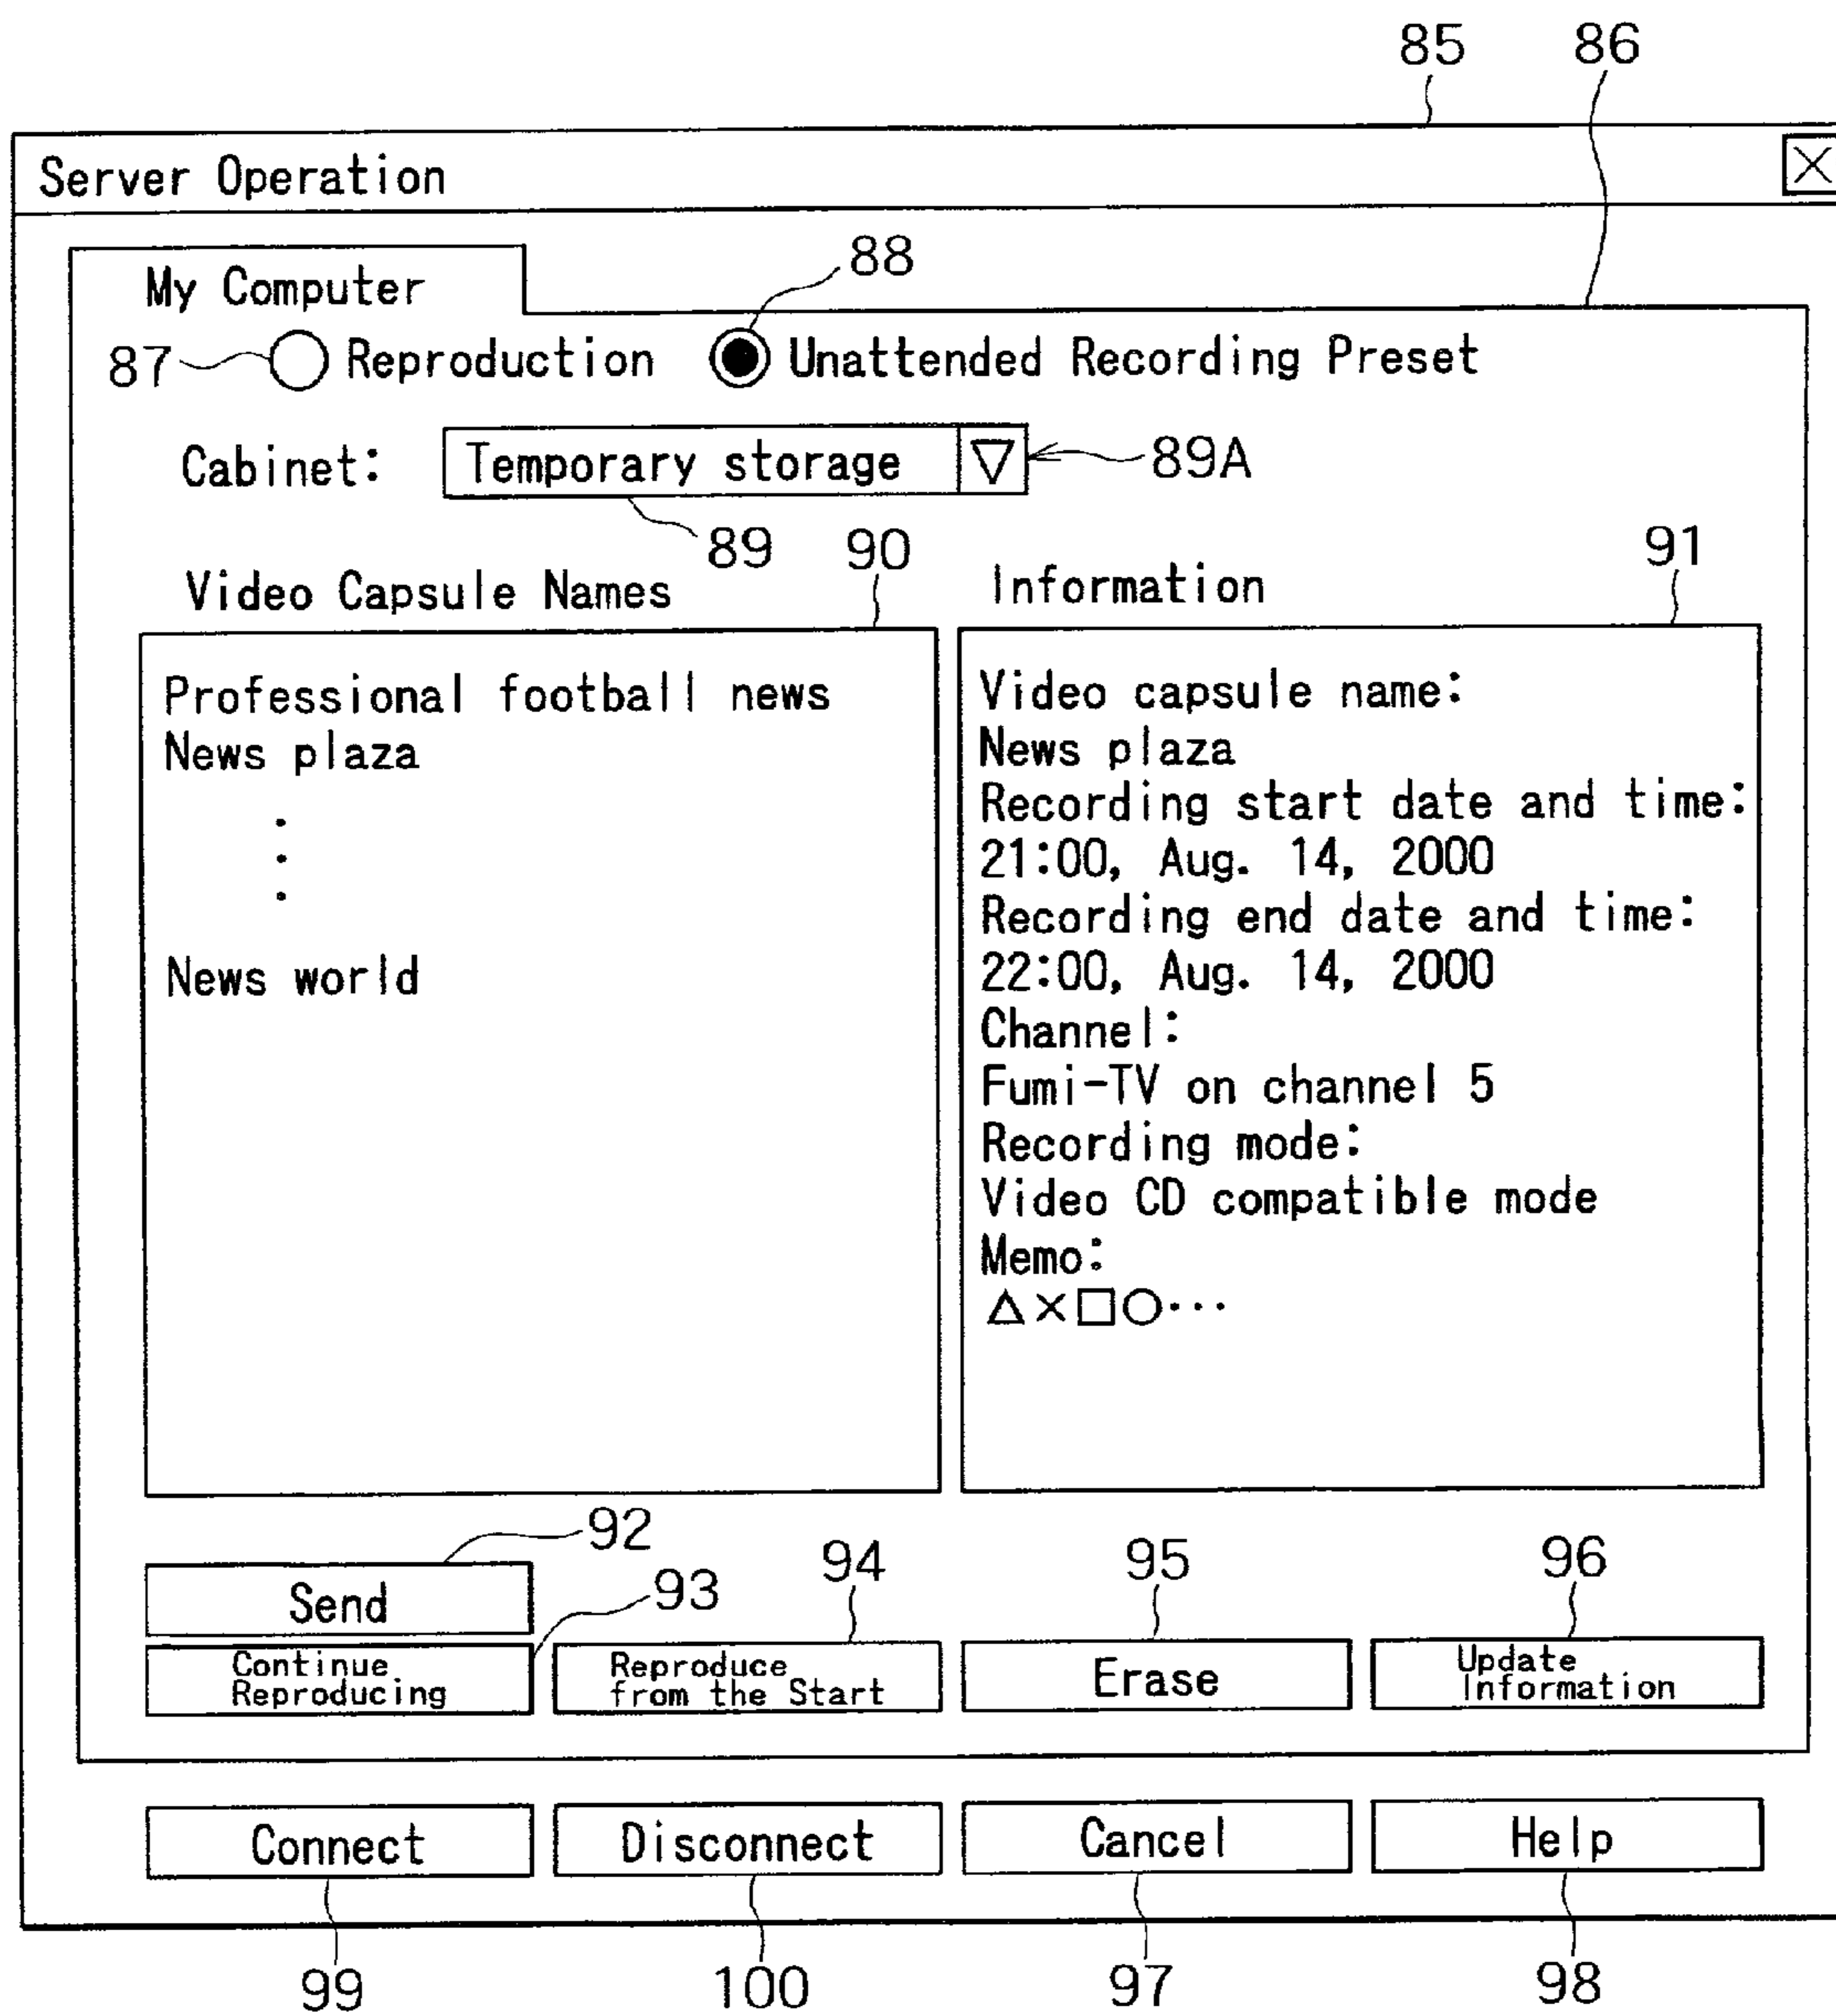 85 86
Server Operation
My Computer
88
87 Reproduction Unattended Recording Preset
Cabinet: Temporary storage 89A
89 90 91
Video Capsule Names Information
Professional football news
News plaza
News world
Video capsule name:
News plaza
Recording start date and time:
21:00, Aug. 14, 2000
Recording end date and time:
22:00, Aug. 14, 2000
Channel:
Fumi-TV on channel 5
Recording mode:
Video CD compatible mode
Memo:
△×□○···
92 94 95 96
Send 93
Continue
Reproducing
Reproduce
from the Start
Erase
Update
Information
Connect Disconnect Cancel Help
99 100 97 98